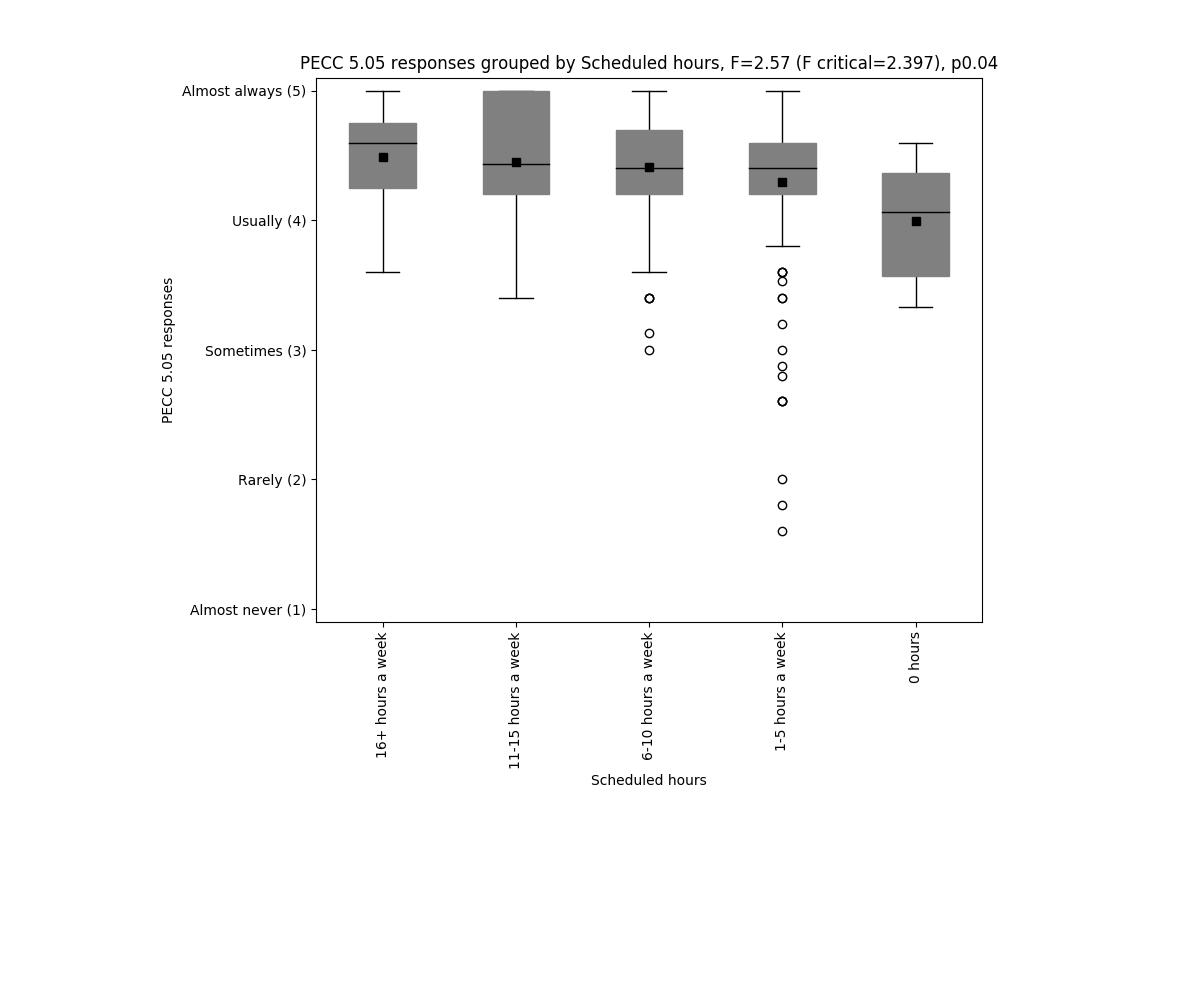 PECC 5.05 responses grouped by Scheduled hours, F=2.57 (F critical=2.397), p0.04
Almost always (5)
Usually (4)
Sometimes (3)
Rarely (2)
Almost never (1)
PECC 5.05 responses
16+ hours a week
11-15 hours a week
6-10 hours a week
1-5 hours a week
0 hours
Scheduled hours